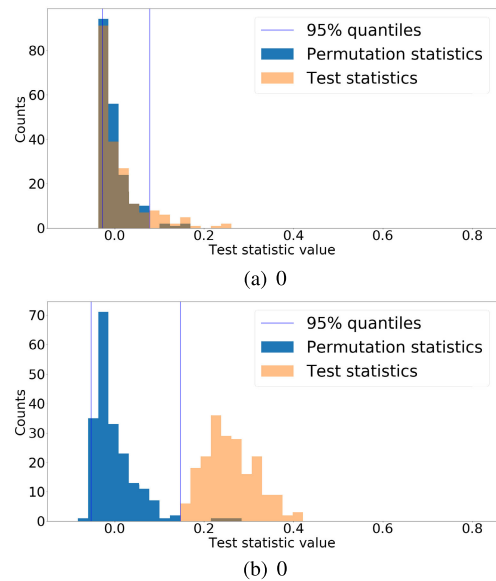 95% quantiles
Permutation statistics
Test statistics
Counts
80
60
40
20
0
0.0 0.2 0.4 0.6 0.8
Test statistic value
(a) 0
95% quantiles
Permutation statistics
Test statistics
Counts
70
60
50
40
30
20
10
0
0.0 0.2 0.4 0.6 0.8
Test statistic value
(b) 0